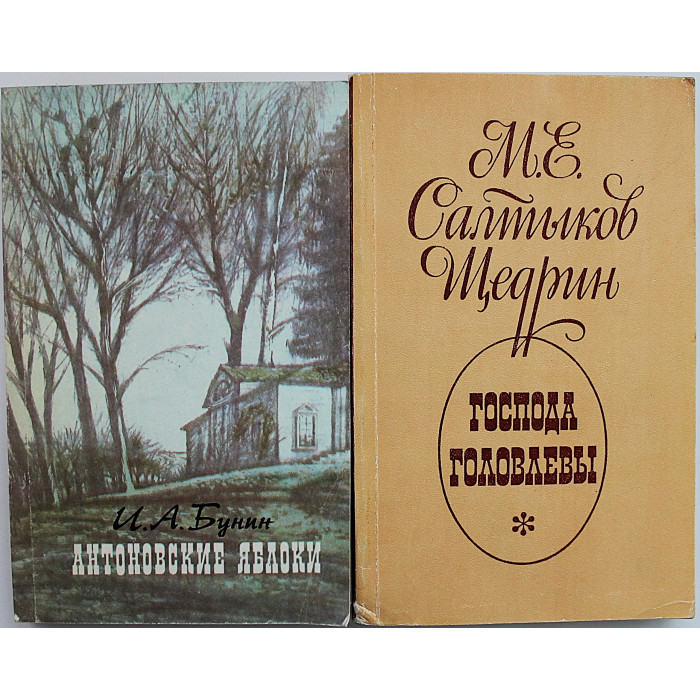 И. А. Бунин
АНТОНОВСКИЕ ЯБЛОКИ
М. Е.
Салтыков
Щедрин
ГОСПОДА
ГОЛОВЛЕВЫ
*